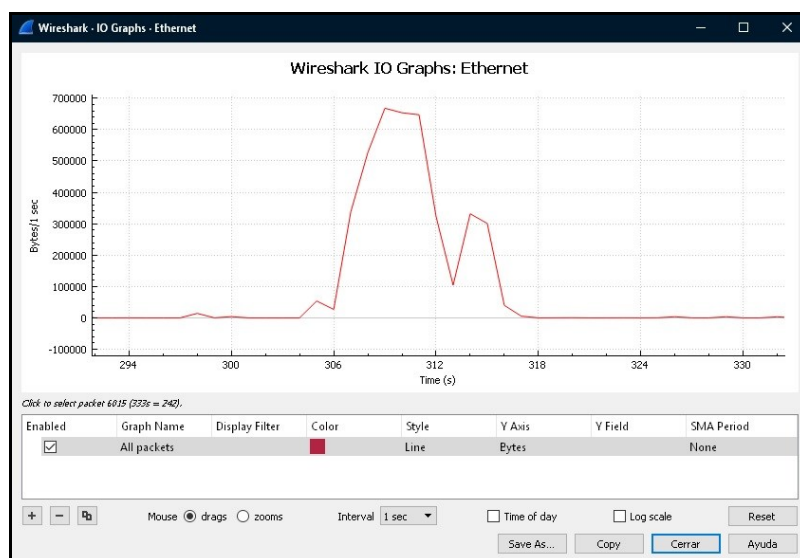 Wireshark · IO Graphs · Ethernet
Wireshark IO Graphs: Ethernet
700000
600000
500000
400000
300000
200000
100000
0
-100000
Bytes/1 sec
294 300 306 312 318 324 330
Time (s)
Click to select packet 6015 (333s = 242).
Enabled Graph Name Display Filter Color Style Y Axis Y Field SMA Period
All packets Line Bytes None
+ − Mouse drags zooms Interval 1 sec Time of day Log scale Reset
Save As... Copy Cerrar Ayuda